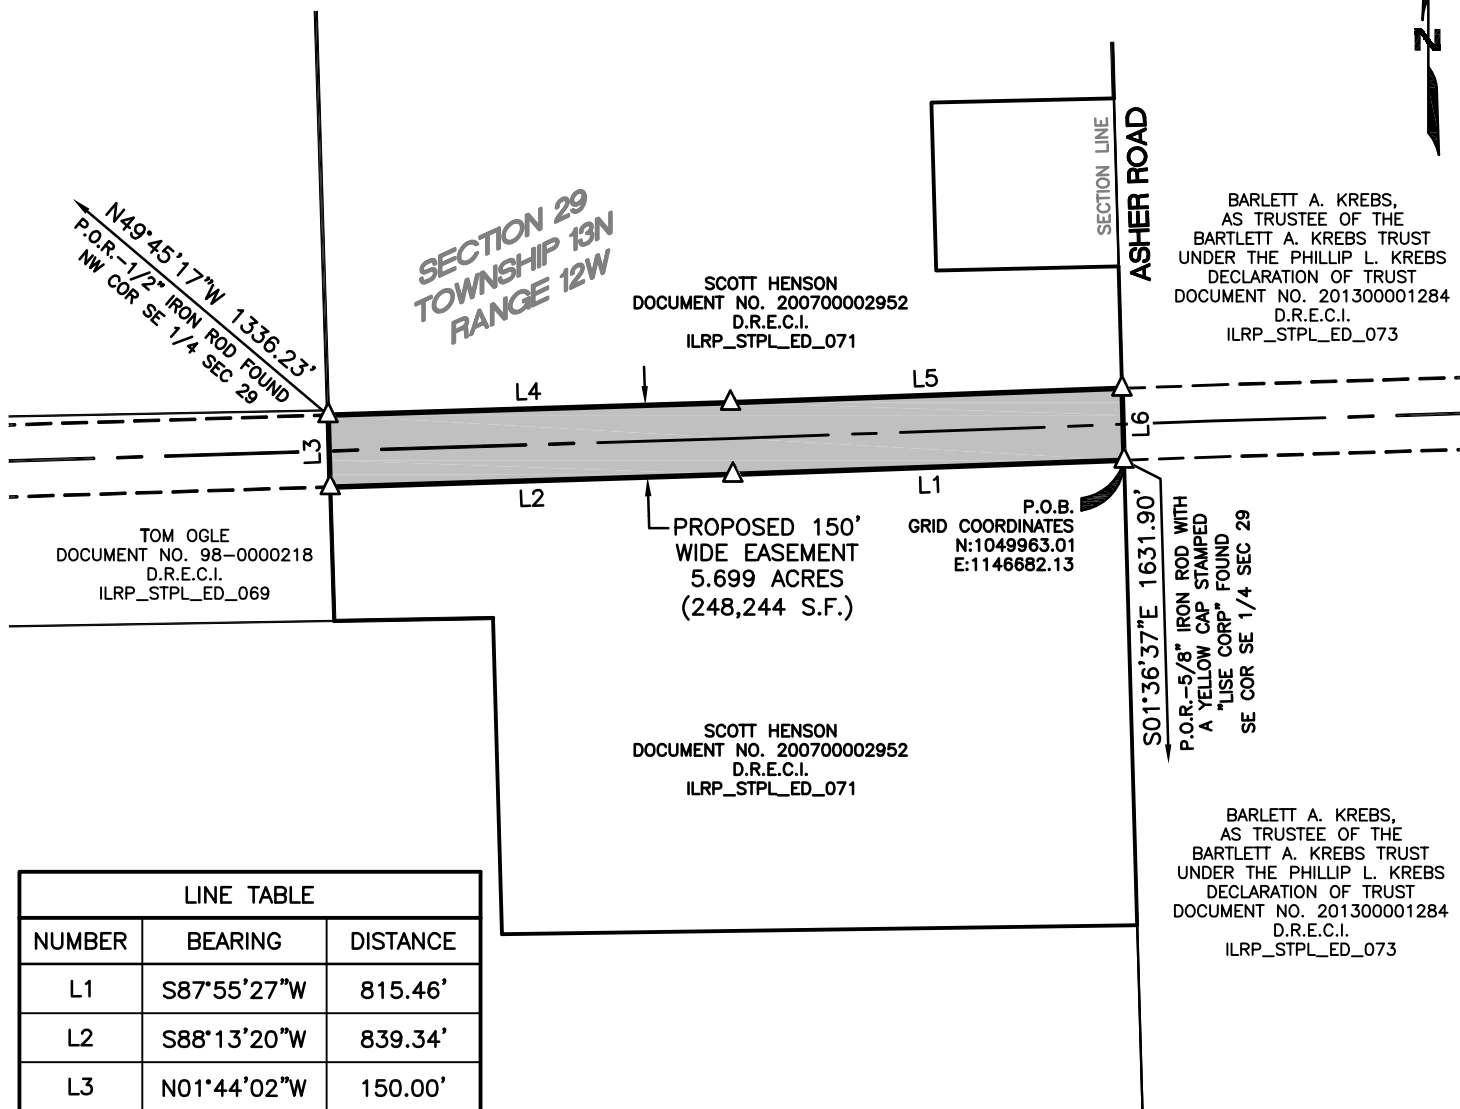 N
N49°45'17"W 1336.23'
P.O.R.-1/2" IRON ROD FOUND
NW COR SE 1/4 SEC 29
SECTION 29
TOWNSHIP 13N
RANGE 12W
SCOTT HENSON
DOCUMENT NO. 200700002952
D.R.E.C.I.
ILRP_STPL_ED_071
SECTION LINE
ASHER ROAD
BARLETT A. KREBS,
AS TRUSTEE OF THE
BARTLETT A. KREBS TRUST
UNDER THE PHILLIP L. KREBS
DECLARATION OF TRUST
DOCUMENT NO. 201300001284
D.R.E.C.I.
ILRP_STPL_ED_073
L4
L5
L3
L6
L2
L1
TOM OGLE
DOCUMENT NO. 98-0000218
D.R.E.C.I.
ILRP_STPL_ED_069
PROPOSED 150'
WIDE EASEMENT
5.699 ACRES
(248,244 S.F.)
P.O.B.
GRID COORDINATES
N:1049963.01
E:1146682.13
S01°36'37"E 1631.90'
P.O.R.-5/8" IRON ROD WITH
A YELLOW CAP STAMPED
"LISE CORP" FOUND
SE COR SE 1/4 SEC 29
SCOTT HENSON
DOCUMENT NO. 200700002952
D.R.E.C.I.
ILRP_STPL_ED_071
BARLETT A. KREBS,
AS TRUSTEE OF THE
BARTLETT A. KREBS TRUST
UNDER THE PHILLIP L. KREBS
DECLARATION OF TRUST
DOCUMENT NO. 201300001284
D.R.E.C.I.
ILRP_STPL_ED_073
LINE TABLE
NUMBER BEARING DISTANCE
L1 S87°55'27"W 815.46'
L2 S88°13'20"W 839.34'
L3 N01°44'02"W 150.00'